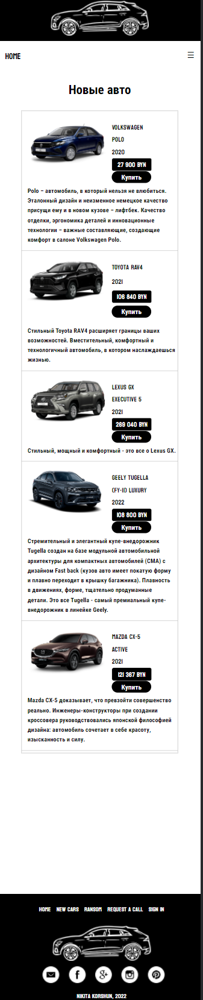 HOME
☰
Новые авто
VOLKSWAGEN
POLO
2020
27 900 BYN
Купить
Polo – автомобиль, в который нельзя не влюбиться.
Эталонный дизайн и неизменное немецкое качество
присущи ему и в новом кузове – лифтбек. Качество
отделки, эргономика деталей и инновационные
технологии – важные составляющие, создающие
комфорт в салоне Volkswagen Polo.
TOYOTA RAV4
2021
106 840 BYN
Купить
Стильный Toyota RAV4 расширяет границы ваших
возможностей. Вместительный, комфортный и
технологичный автомобиль, в котором наслаждаешься
жизнью.
LEXUS GX
EXECUTIVE 5
2021
269 040 BYN
Купить
Стильный, мощный и комфортный - это все о Lexus GX.
GEELY TUGELLA
(FY-11) LUXURY
2022
108 800 BYN
Купить
Стремительный и элегантный купе-внедорожник
Tugella создан на базе модульной автомобильной
архитектуры для компактных автомобилей (CMA) с
дизайном Fast back (кузов авто имеет покатую форму
и плавно переходит в крышку багажника). Плавность
в движениях, форме, тщательно продуманные
детали. Это все Tugella - самый премиальный купе-
внедорожник в линейке Geely.
MAZDA CX-5
ACTIVE
2021
121 367 BYN
Купить
Mazda CX-5 доказывает, что превзойти совершенство
реально. Инженеры-конструкторы при создании
кроссовера руководствовались японской философией
дизайна: автомобиль сочетает в себе красоту,
изысканность и силу.
HOME NEW CARS RANSOM REQUEST A CALL SIGN IN
f g+
NIKITA KORSHUN, 2022